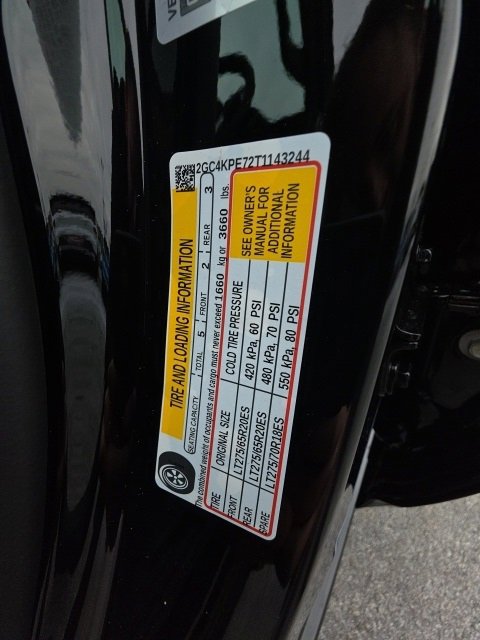 VE
2GC4KPE72T1143244
TIRE AND LOADING INFORMATION
SEATING CAPACITY TOTAL 5 FRONT 2 REAR 3
The combined weight of occupants and cargo must never exceed 1660 kg or 3660 lbs.
TIRE ORIGINAL SIZE COLD TIRE PRESSURE
FRONT LT275/65R20ES 420 kPa, 60 PSI
REAR LT275/65R20ES 480 kPa, 70 PSI
SPARE LT275/70R18ES 550 kPa, 80 PSI
SEE OWNER'S
MANUAL FOR
ADDITIONAL
INFORMATION